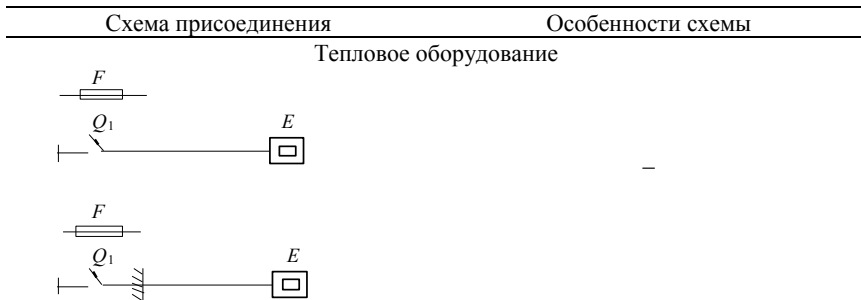 Схема присоединения Особенности схемы
Тепловое оборудование
F
Q1 E
–
F
Q1 E